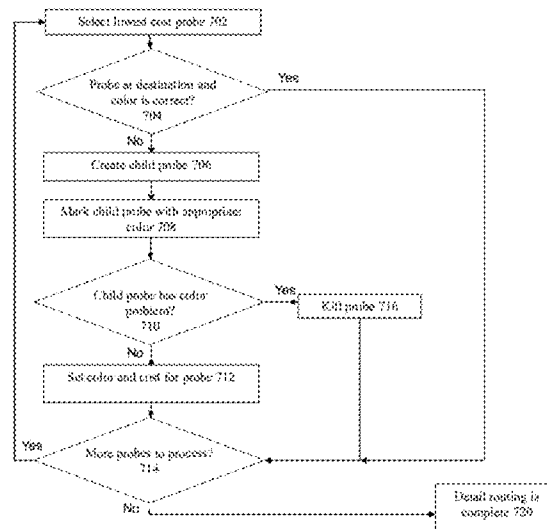 Select lowest cost probe 702
Probe at destination and
color is correct?
704
Yes
No
Create child probe 706
Mark child probe with appropriate
color 708
Child probe has color
problem?
710
Yes
Kill probe 716
No
Set color and cost for probe 712
More probes to process?
714
Yes
No
Detail routing is
complete 720